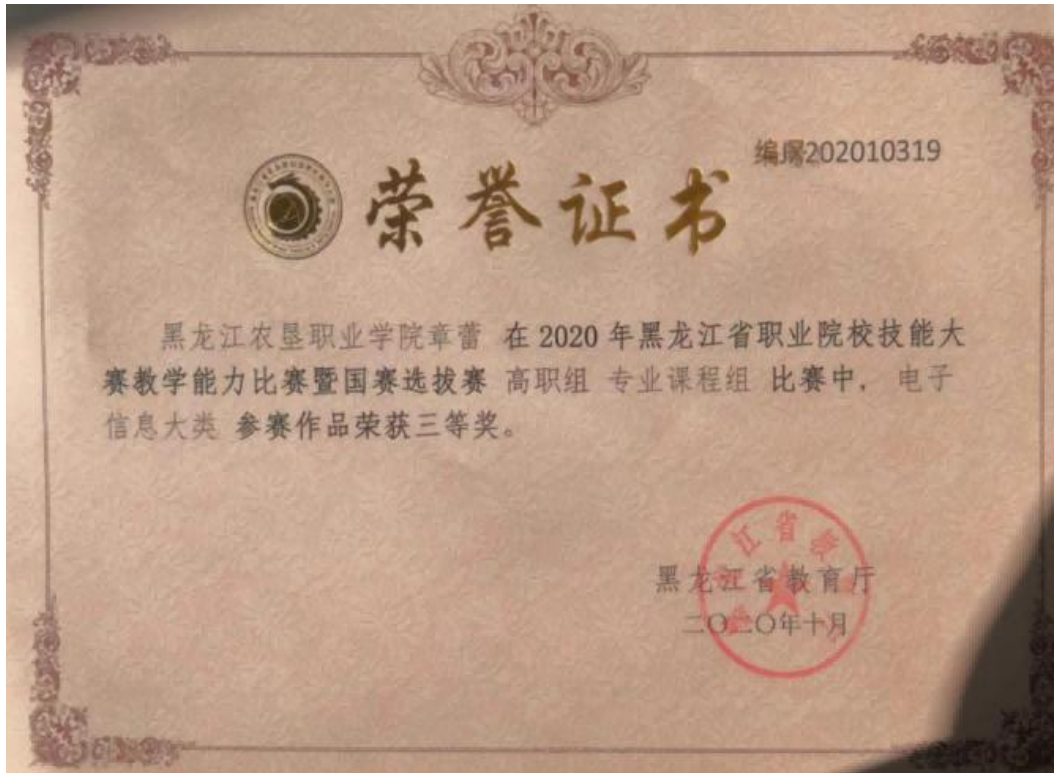 编号202010319
荣誉证书
黑龙江农垦职业学院章蕾 在 2020 年黑龙江省职业院校技能大
赛教学能力比赛暨国赛选拔赛 高职组 专业课程组 比赛中， 电子
信息大类 参赛作品荣获三等奖。
黑龙江省教育厅
二〇二〇年十月